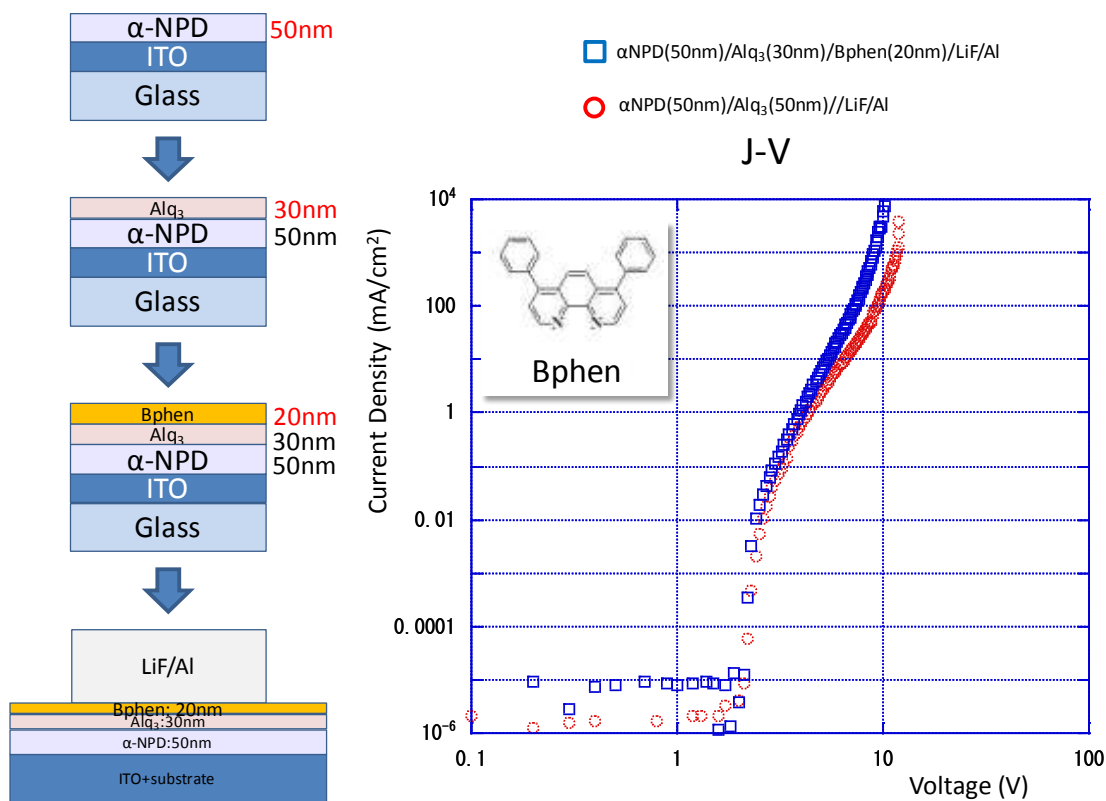 α-NPD 50nm
ITO
Glass
Alq₃ 30nm
α-NPD 50nm
ITO
Glass
Bphen 20nm
Alq₃ 30nm
α-NPD 50nm
ITO
Glass
LiF/Al
Bphen: 20nm
Alq₃:30nm
α-NPD:50nm
ITO+substrate
αNPD(50nm)/Alq₃(30nm)/Bphen(20nm)/LiF/Al
αNPD(50nm)/Alq₃(50nm)//LiF/Al
J-V
Current Density (mA/cm²)
10⁴
100
1
0.01
0.0001
10⁻⁶
N N
Bphen
0.1 1 10 100
Voltage (V)